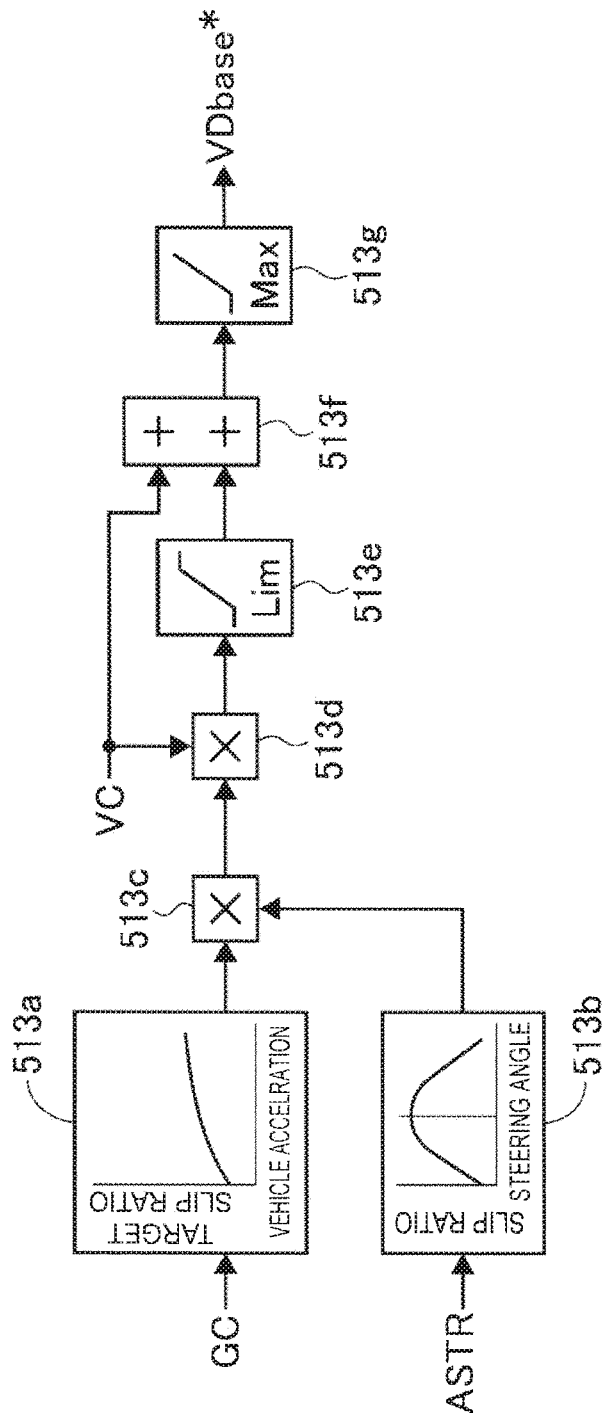 GC
513a
TARGET
SLIP RATIO
VEHICLE ACCELRATION
ASTR
513b
SLIP RATIO
STEERING ANGLE
513c
×
VC
513d
×
513e
Lim
513f
+
+
513g
Max
VDbase*